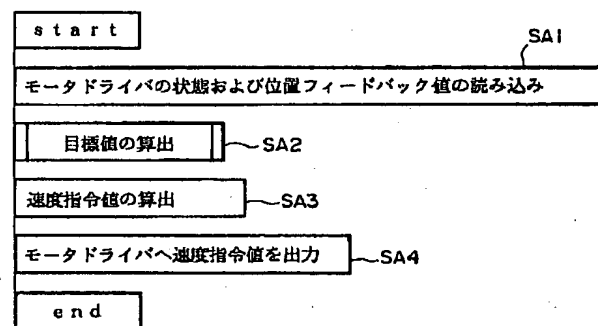 start
SA1
モータドライバの状態および位置フィードバック値の読み込み
目標値の算出 SA2
速度指令値の算出 SA3
モータドライバへ速度指令値を出力 SA4
end